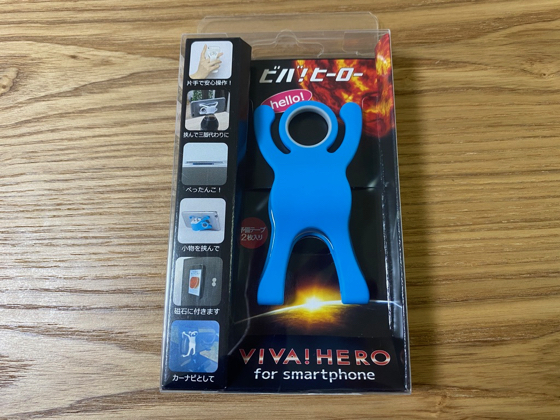 ビバ!ヒーロー
hello!
片手で安心操作!
挟んで三脚代わりに
ぺったんこ!
小物を挟んで
磁石に付きます
カーナビとして
予備テープ
2枚入り
VIVA!HERO
for smartphone